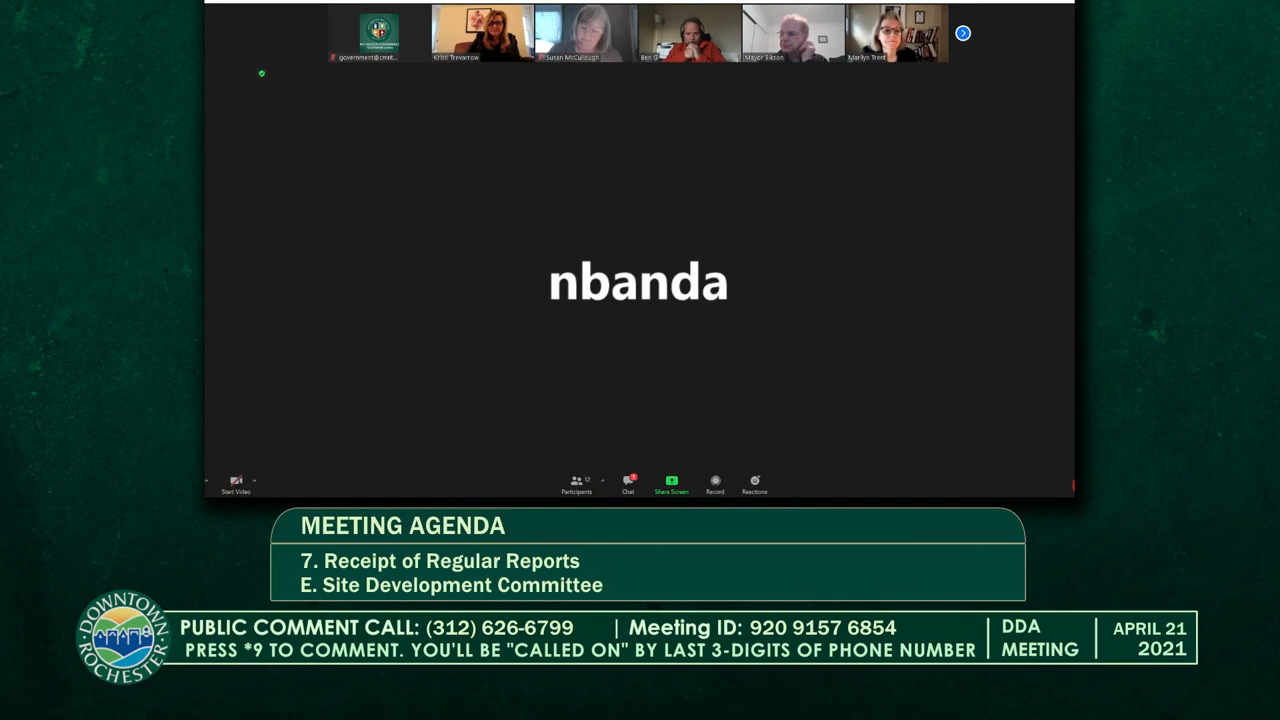 government@cmnt...
Kristi Trevarrow
Susan McCullough
Ben G
Mayor Bikson
Marilyn Trent
nbanda
Start Video
Participants
12
Chat
1
Share Screen
Record
Reactions
MEETING AGENDA
7. Receipt of Regular Reports
E. Site Development Committee
DOWNTOWN
ROCHESTER
PUBLIC COMMENT CALL: (312) 626-6799 | Meeting ID: 920 9157 6854
PRESS *9 TO COMMENT. YOU'LL BE "CALLED ON" BY LAST 3-DIGITS OF PHONE NUMBER
DDA
MEETING
APRIL 21
2021